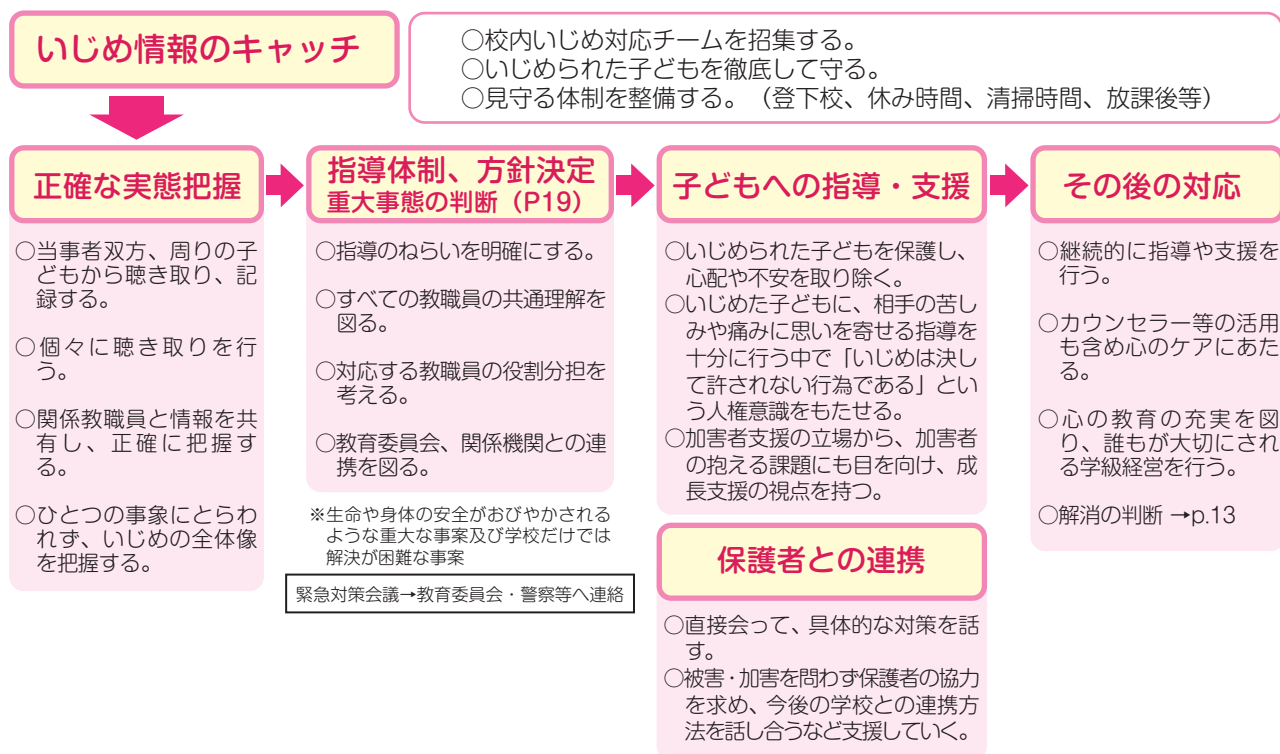 いじめ情報のキャッチ
○校内いじめ対応チームを招集する。
○いじめられた子どもを徹底して守る。
○見守る体制を整備する。（登下校、休み時間、清掃時間、放課後等）
正確な実態把握
○当事者双方、周りの子
どもから聴き取り、記
録する。
○個々に聴き取りを行
う。
○関係教職員と情報を共
有し、正確に把握す
る。
○ひとつの事象にとらわ
れず、いじめの全体像
を把握する。
指導体制、方針決定
重大事態の判断（P19）
○指導のねらいを明確にする。
○すべての教職員の共通理解を
図る。
○対応する教職員の役割分担を
考える。
○教育委員会、関係機関との連
携を図る。
※生命や身体の安全がおびやかされる
ような重大な事案及び学校だけでは
解決が困難な事案
緊急対策会議→教育委員会・警察等へ連絡
子どもへの指導・支援
○いじめられた子どもを保護し、
心配や不安を取り除く。
○いじめた子どもに、相手の苦し
みや痛みに思いを寄せる指導を
十分に行う中で「いじめは決し
て許されない行為である」とい
う人権意識をもたせる。
○加害者支援の立場から、加害者
の抱える課題にも目を向け、成
長支援の視点を持つ。
保護者との連携
○直接会って、具体的な対策を話
す。
○被害・加害を問わず保護者の協力
を求め、今後の学校との連携方
法を話し合うなど支援していく。
その後の対応
○継続的に指導や支援を
行う。
○カウンセラー等の活用
も含め心のケアにあた
る。
○心の教育の充実を図
り、誰もが大切にされ
る学級経営を行う。
○解消の判断 →p.13